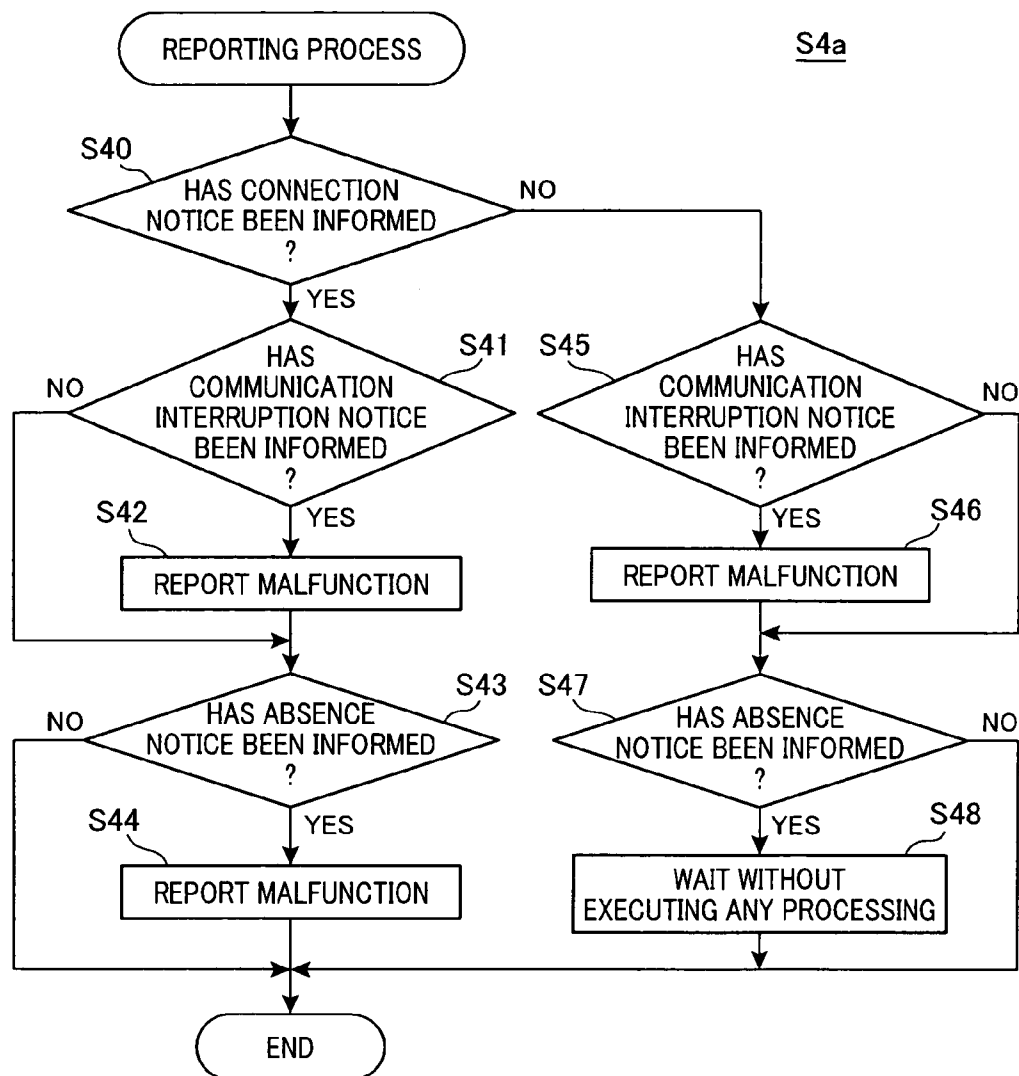 REPORTING PROCESS
S4a
S40
HAS CONNECTION
NOTICE BEEN INFORMED
?
NO
YES
S41
HAS
COMMUNICATION
INTERRUPTION NOTICE
BEEN INFORMED
?
NO
YES
S45
HAS
COMMUNICATION
INTERRUPTION NOTICE
BEEN INFORMED
?
NO
YES
S42
REPORT MALFUNCTION
S46
REPORT MALFUNCTION
S43
HAS ABSENCE
NOTICE BEEN INFORMED
?
NO
YES
S47
HAS ABSENCE
NOTICE BEEN INFORMED
?
NO
YES
S44
REPORT MALFUNCTION
S48
WAIT WITHOUT
EXECUTING ANY PROCESSING
END